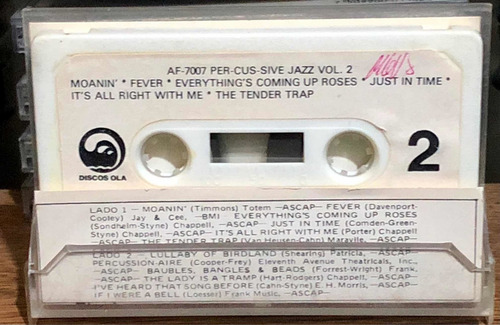 AF-7007 PER-CUS-SIVE JAZZ VOL. 2
MOANIN' * FEVER * EVERYTHING'S COMING UP ROSES * JUST IN TIME *
IT'S ALL RIGHT WITH ME * THE TENDER TRAP
2
DISCOS OLA
LADO 1 — MOANIN' (Timmons) Totem —ASCAP— FEVER (Davenport-
Cooley) Jay & Cee, —BMI— EVERYTHING'S COMING UP ROSES
(Sondheim-Styne) Chappell, —ASCAP— JUST IN TIME (Comden-Green-
Styne) Chappell, —ASCAP— IT'S ALL RIGHT WITH ME (Porter) Chappell
—ASCAP— THE TENDER TRAP (Van Heusen-Cahn) Maraville, —ASCAP—
LADO 2 — LULLABY OF BIRDLAND (Shearing) Patricia, —ASCAP—
PERCUSSION-AIRE (Cooper-Frey) Eleventh Avenue Theatricals, Inc.,
—ASCAP— BAUBLES, BANGLES & BEADS (Forrest-Wright) Frank,
—ASCAP— THE LADY IS A TRAMP (Hart-Rodgers) Chappell, —ASCAP—
I'VE HEARD THAT SONG BEFORE (Cahn-Styne) E. H. Morris, —ASCAP—
IF I WERE A BELL (Loesser) Frank Music, —ASCAP—